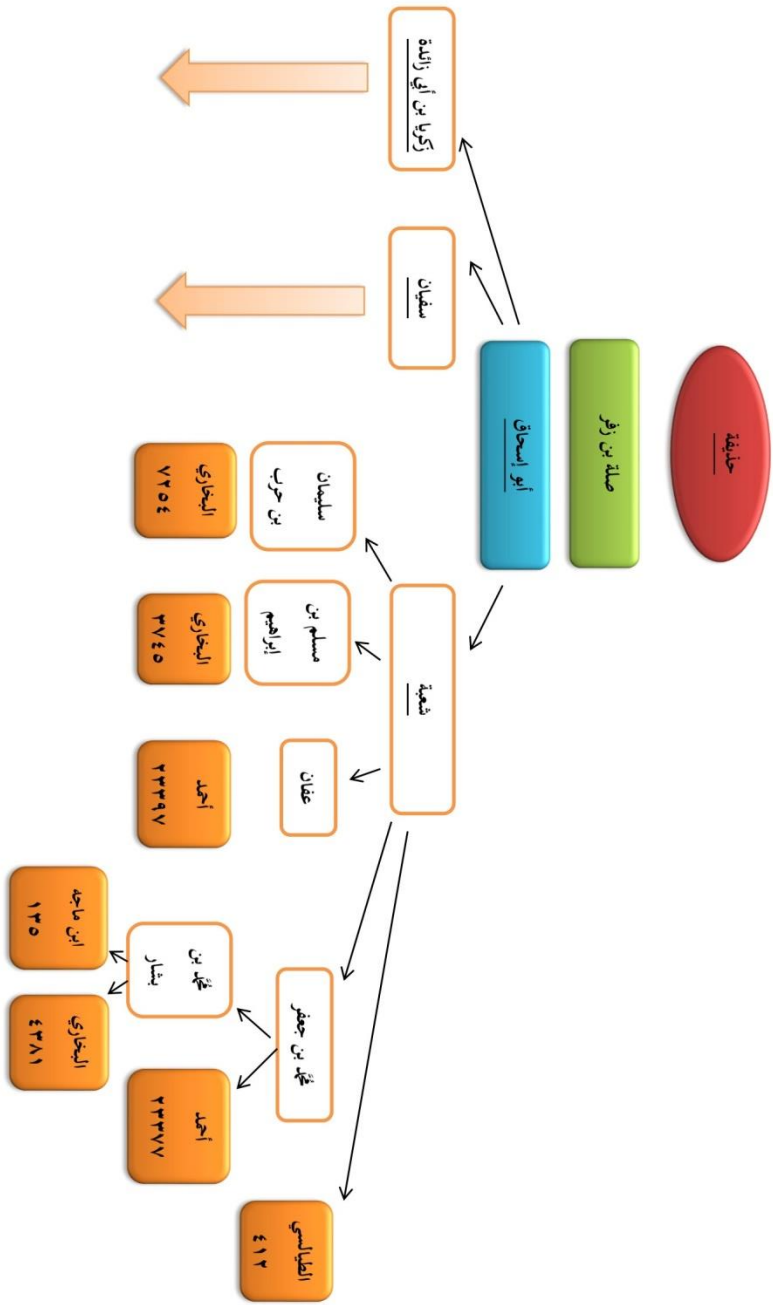 حذيفة
صلة بن زفر
أبو إسحاق
زكريا بن أبي زائدة
سفيان
شعبة
سليمان
بن حرب
مسلم بن
إبراهيم
عفان
محمَّد بن جعفر
الطيالسي
٤١٢
البخاري
٧٢٥٤
البخاري
٣٧٤٥
أحمد
٢٣٣٩٧
محمَّد بن
بشار
أحمد
٢٣٣٧٧
ابن ماجه
١٣٥
البخاري
٤٣٨١